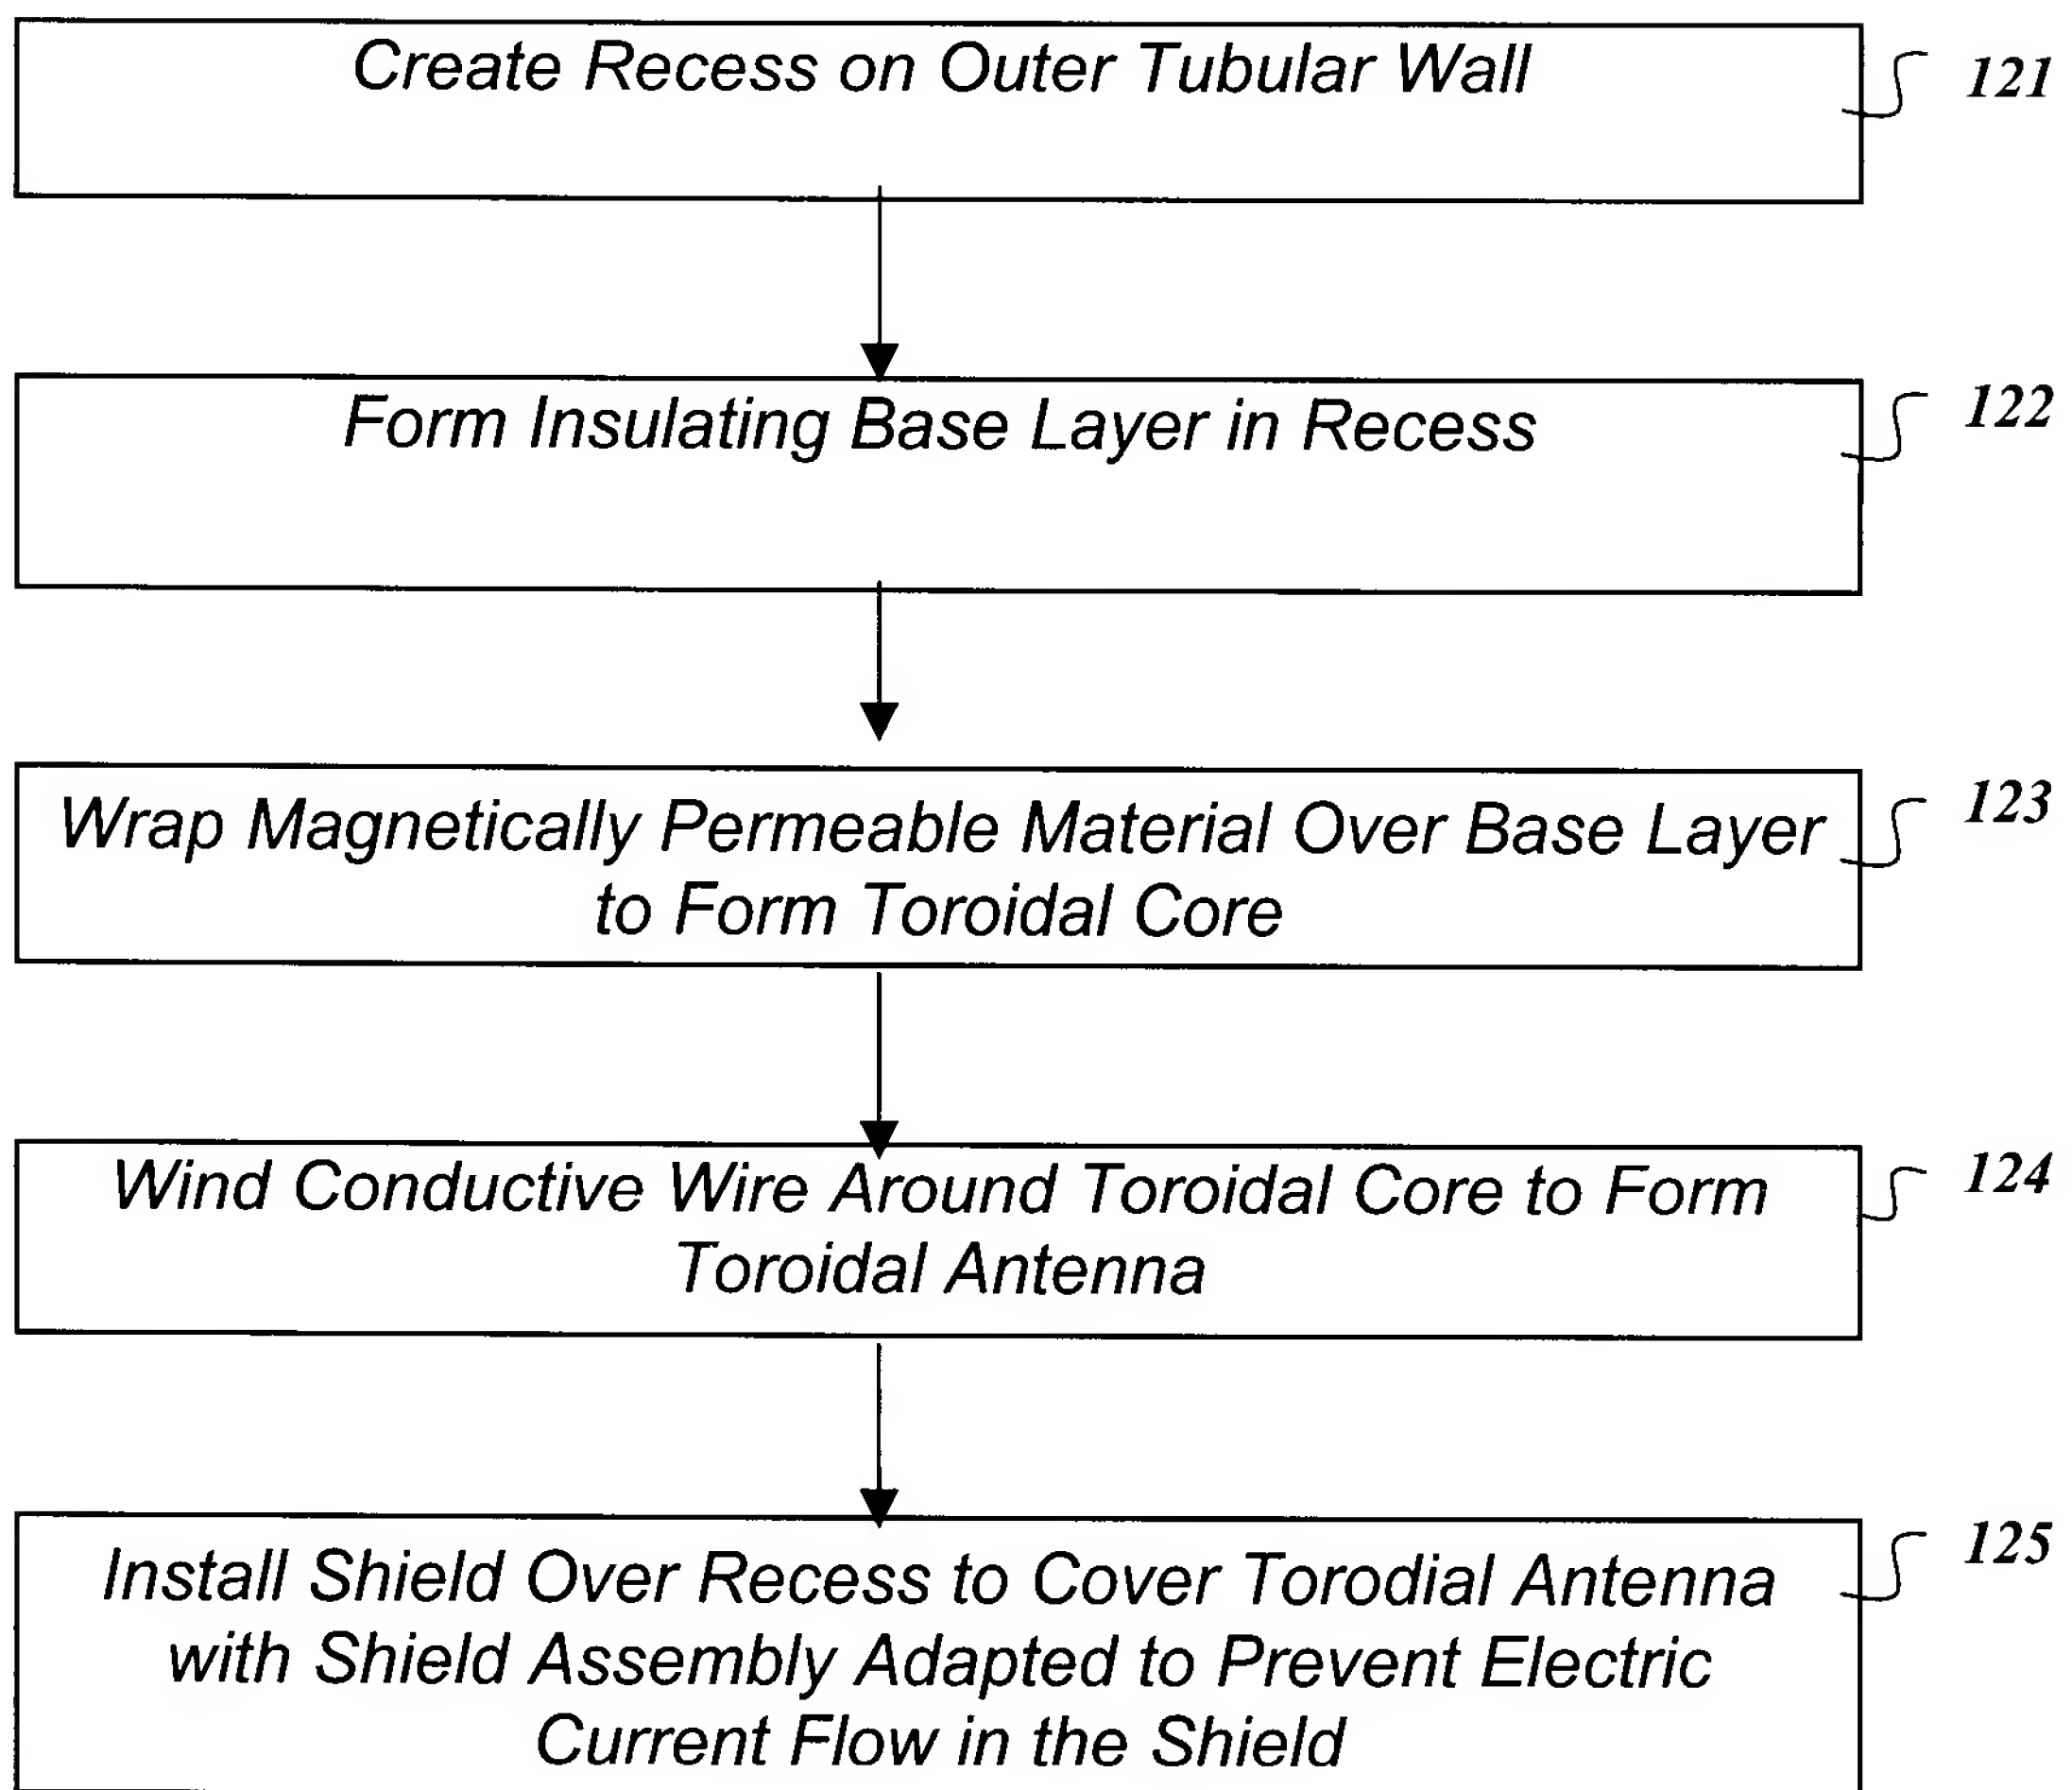 Create Recess on Outer Tubular Wall
121
Form Insulating Base Layer in Recess
122
Wrap Magnetically Permeable Material Over Base Layer
to Form Toroidal Core
123
Wind Conductive Wire Around Toroidal Core to Form
Toroidal Antenna
124
Install Shield Over Recess to Cover Torodial Antenna
with Shield Assembly Adapted to Prevent Electric
Current Flow in the Shield
125